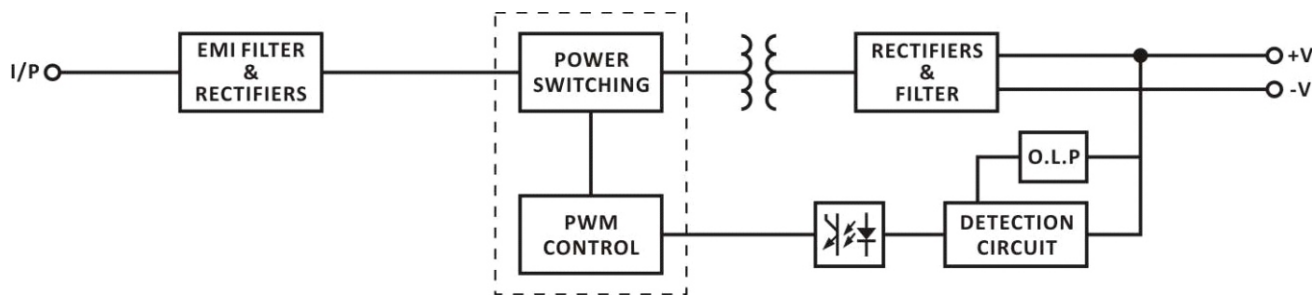 I/P
EMI FILTER
&
RECTIFIERS
POWER
SWITCHING
RECTIFIERS
&
FILTER
+V
-V
O.L.P
PWM
CONTROL
DETECTION
CIRCUIT